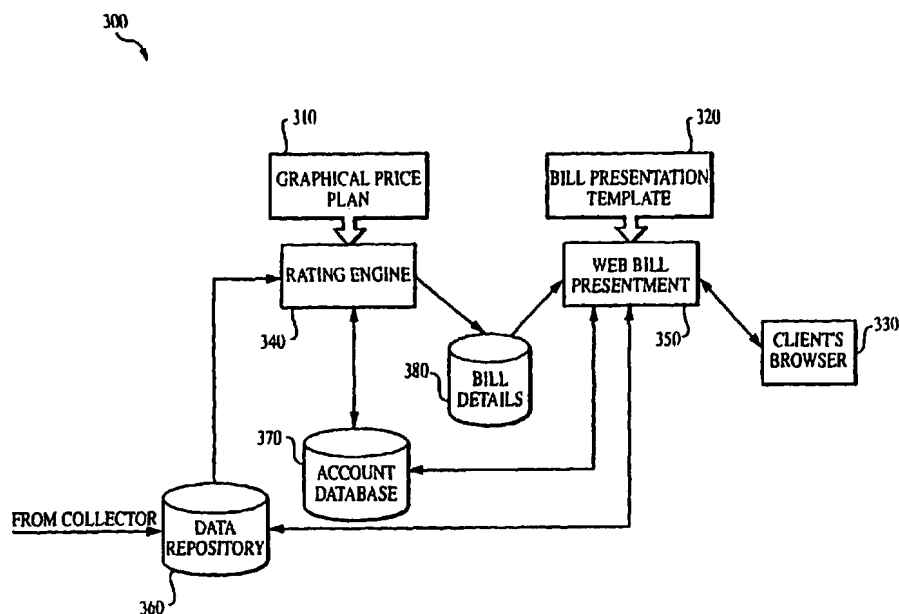 300
310
320
GRAPHICAL PRICE
PLAN
BILL PRESENTATION
TEMPLATE
RATING ENGINE
WEB BILL
PRESENTMENT
340
350
330
CLIENT'S
BROWSER
380
BILL
DETAILS
370
ACCOUNT
DATABASE
FROM COLLECTOR
DATA
REPOSITORY
360